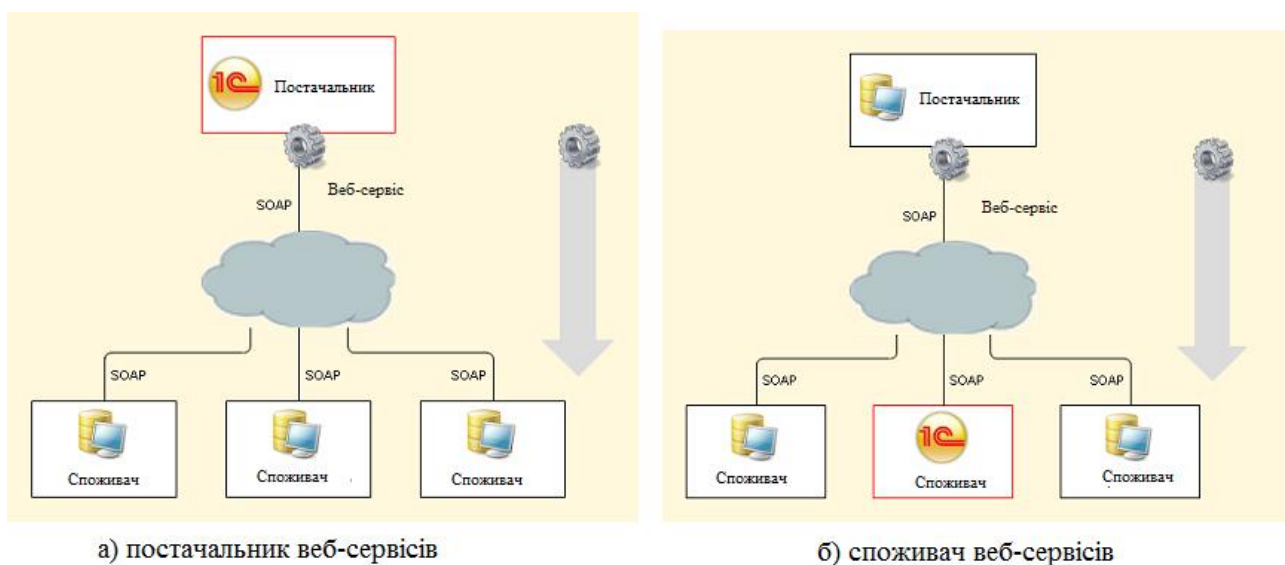 1С
Постачальник
Веб-сервіс
SOAP
SOAP
SOAP
SOAP
Споживач
Споживач
Споживач
а) постачальник веб-сервісів
Постачальник
Веб-сервіс
SOAP
SOAP
SOAP
SOAP
1С
Споживач
Споживач
Споживач
б) споживач веб-сервісів